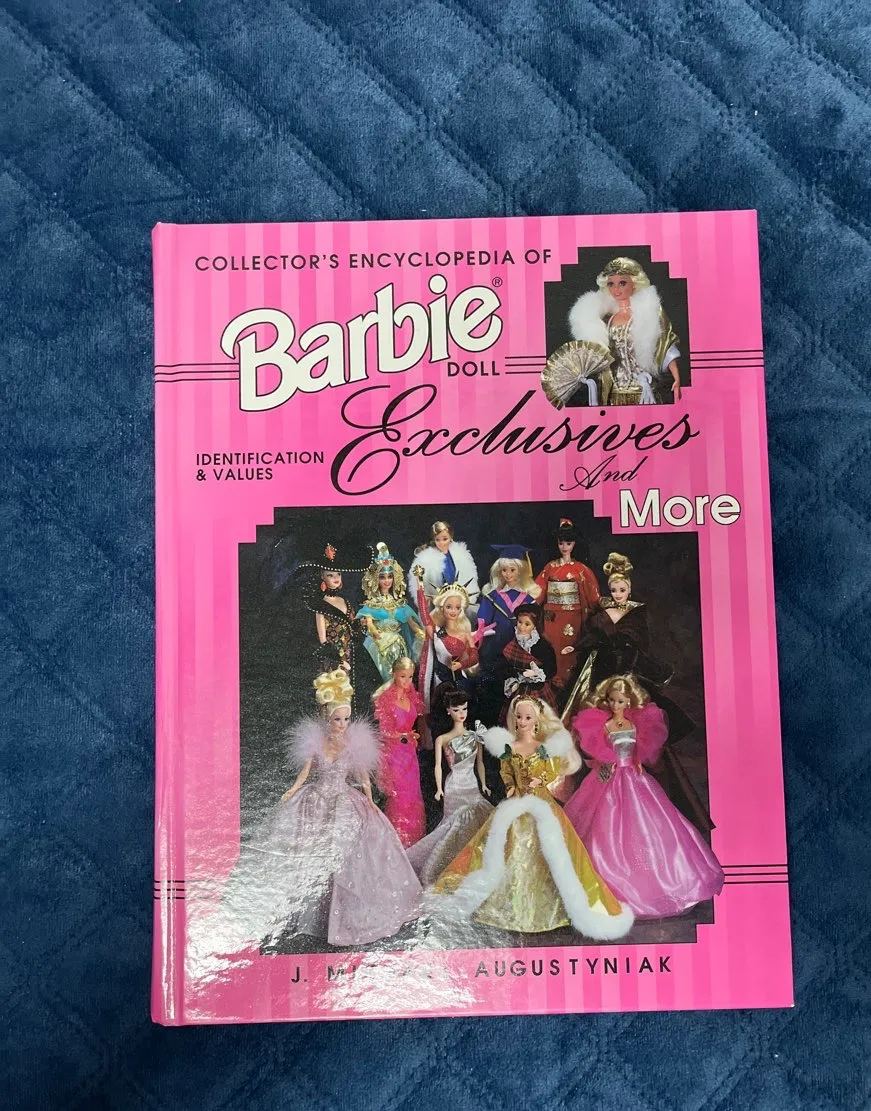 COLLECTOR'S ENCYCLOPEDIA OF
Barbie®
DOLL
Exclusives
IDENTIFICATION
& VALUES
And
More
J. AUGUSTYNIAK